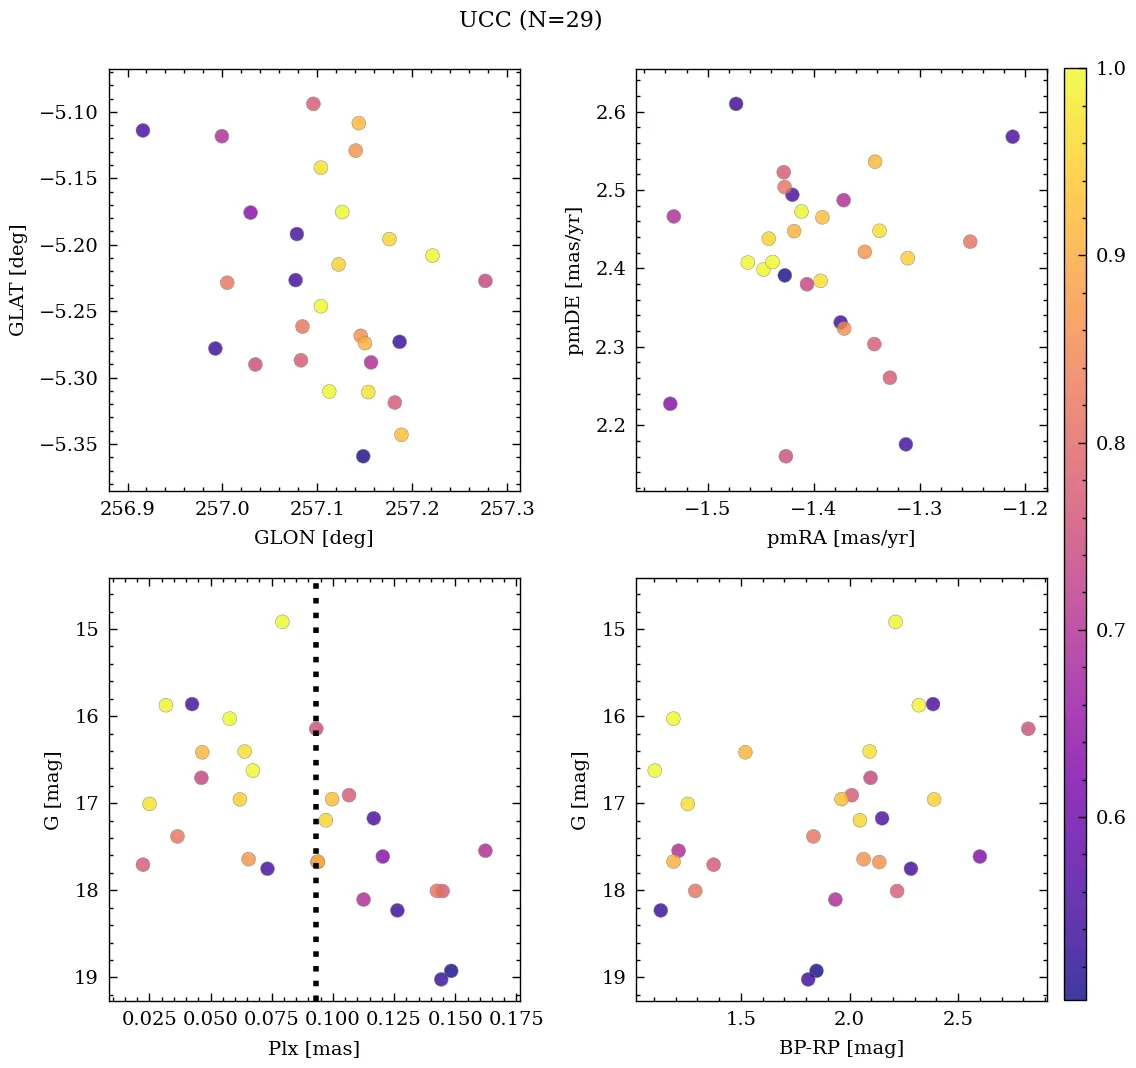 UCC (N=29)
−5.10
−5.15
−5.20
−5.25
−5.30
−5.35
GLAT [deg]
256.9 257.0 257.1 257.2 257.3
GLON [deg]
2.6
2.5
2.4
2.3
2.2
pmDE [mas/yr]
−1.5 −1.4 −1.3 −1.2
pmRA [mas/yr]
15
16
17
18
19
G [mag]
0.025 0.050 0.075 0.100 0.125 0.150 0.175
Plx [mas]
15
16
17
18
19
G [mag]
1.5 2.0 2.5
BP-RP [mag]
1.0
0.9
0.8
0.7
0.6